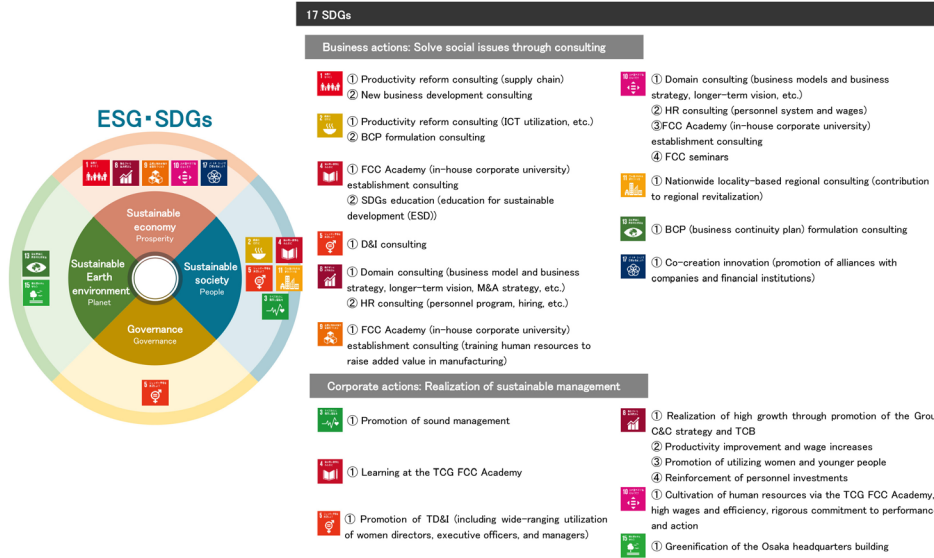 17 SDGs
Business actions: Solve social issues through consulting
① Productivity reform consulting (supply chain)
② New business development consulting
① Productivity reform consulting (ICT utilization, etc.)
② BCP formulation consulting
① FCC Academy (in-house corporate university)
establishment consulting
② SDGs education (education for sustainable
development (ESD))
① D&I consulting
① Domain consulting (business model and business
strategy, longer-term vision, M&A strategy, etc.)
② HR consulting (personnel program, hiring, etc.)
① FCC Academy (in-house corporate university)
establishment consulting (training human resources to
raise added value in manufacturing)
① Domain consulting (business models and business
strategy, longer-term vision, etc.)
② HR consulting (personnel system and wages)
③FCC Academy (in-house corporate university)
establishment consulting
④ FCC seminars
① Nationwide locality-based regional consulting (contribution
to regional revitalization)
① BCP (business continuity plan) formulation consulting
① Co-creation innovation (promotion of alliances with
companies and financial institutions)
ESG・SDGs
Sustainable
economy
Prosperity
Sustainable
Earth
environment
Planet
Sustainable
society
People
Governance
Governance
Corporate actions: Realization of sustainable management
① Promotion of sound management
① Learning at the TCG FCC Academy
① Promotion of TD&I (including wide-ranging utilization
of women directors, executive officers, and managers)
① Realization of high growth through promotion of the Grou
C&C strategy and TCB
② Productivity improvement and wage increases
③ Promotion of utilizing women and younger people
④ Reinforcement of personnel investments
① Cultivation of human resources via the TCG FCC Academy,
high wages and efficiency, rigorous commitment to performanc
and action
① Greenification of the Osaka headquarters building